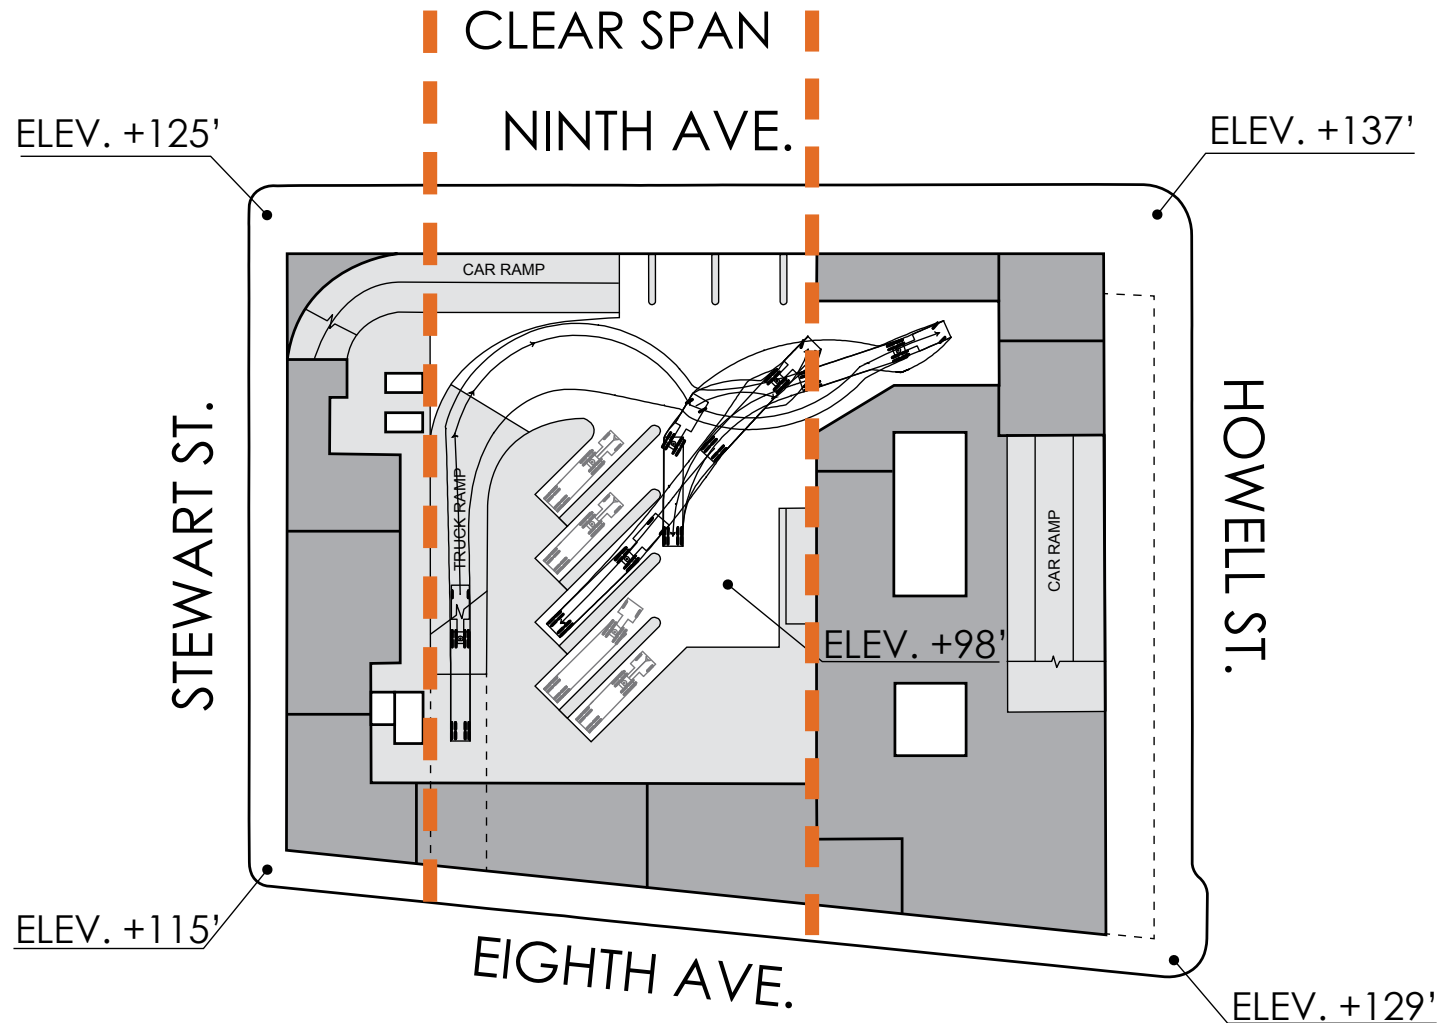 CLEAR SPAN
NINTH AVE.
ELEV. +125’
ELEV. +137’
CAR RAMP
STEWART ST.
HOWELL ST.
TRUCK RAMP
CAR RAMP
ELEV. +98’
ELEV. +115’
EIGHTH AVE.
ELEV. +129’